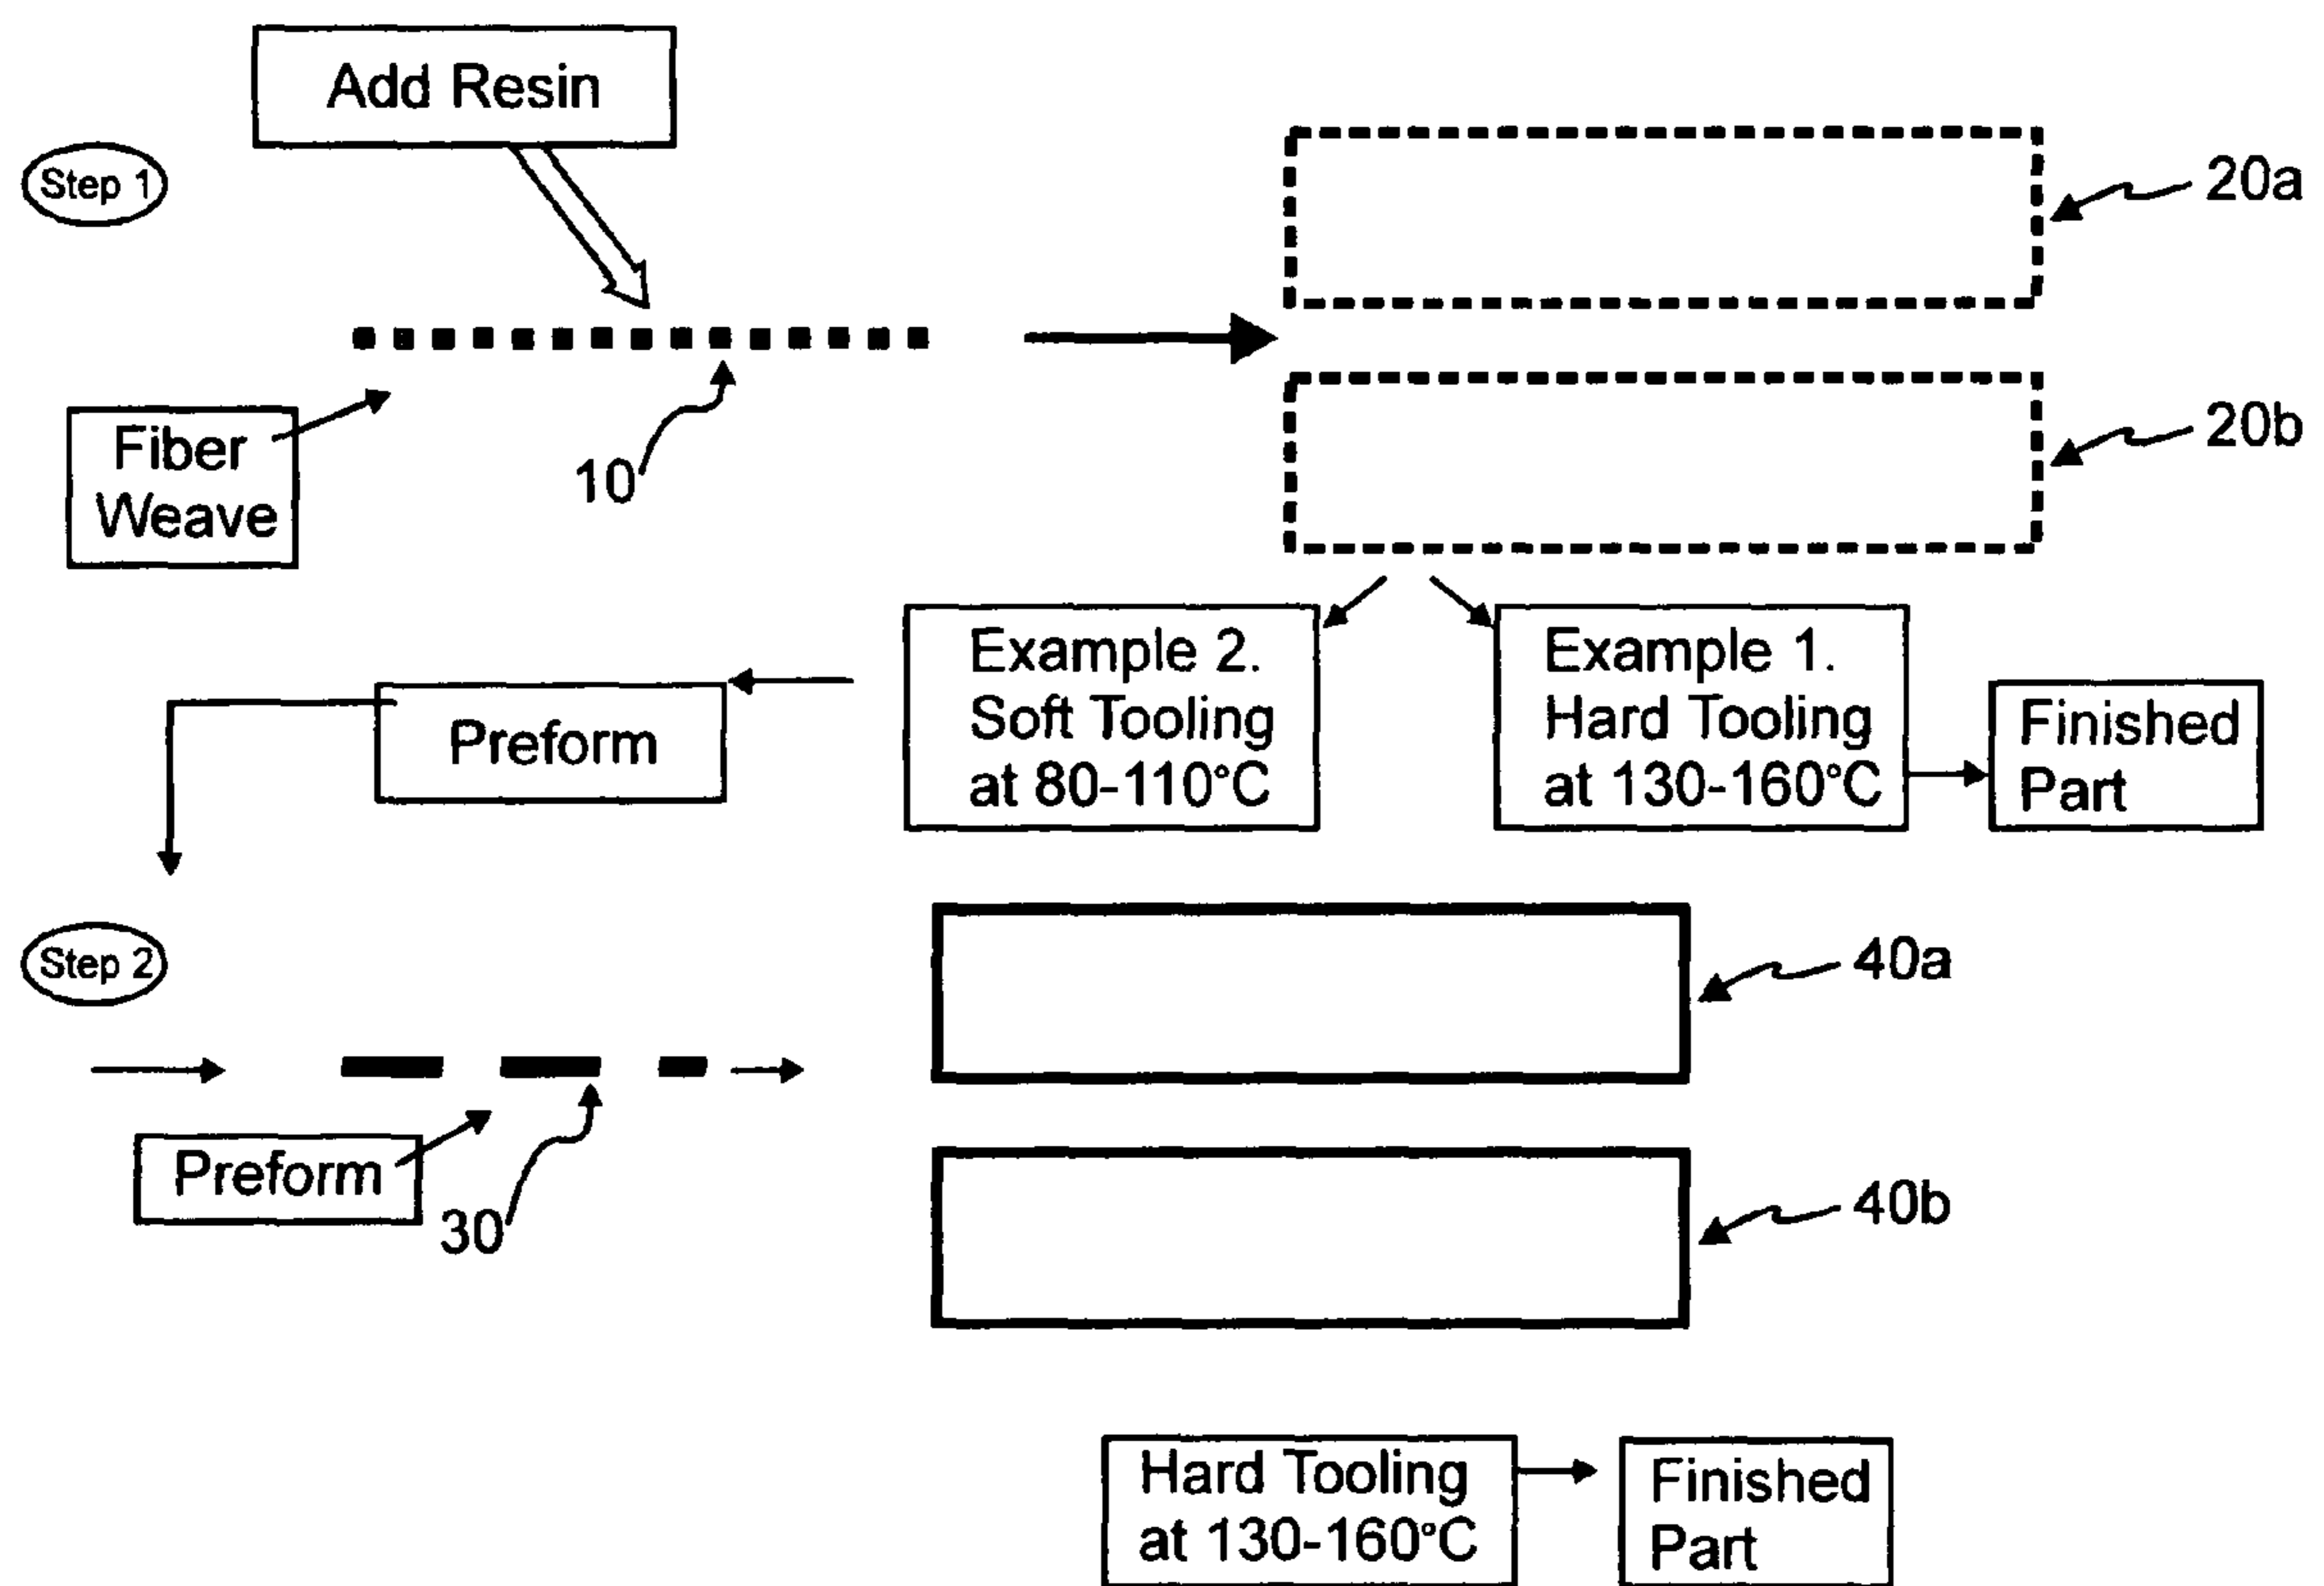 Add Resin
Step 1
20a
Fiber
Weave
10
20b
Example 2.
Soft Tooling
at 80-110°C
Example 1.
Hard Tooling
at 130-160°C
Finished
Part
Preform
Step 2
40a
Preform
30
40b
Hard Tooling
at 130-160°C
Finished
Part